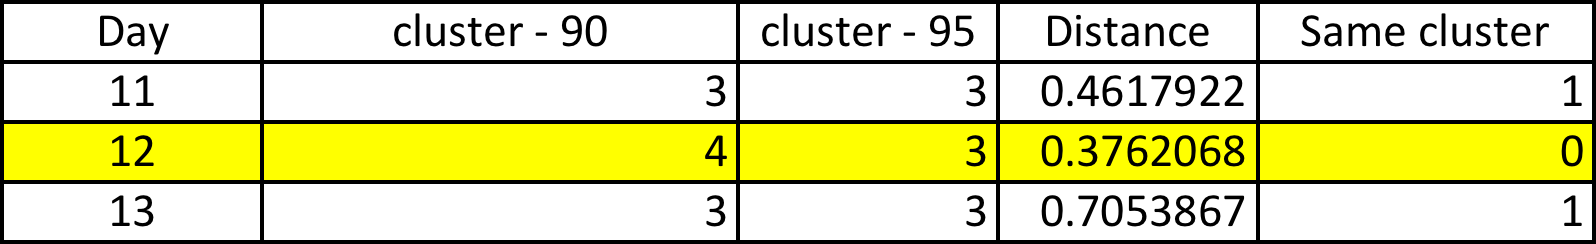 Day cluster - 90 cluster - 95 Distance Same cluster
11 3 3 0.4617922 1
12 4 3 0.3762068 0
13 3 3 0.7053867 1